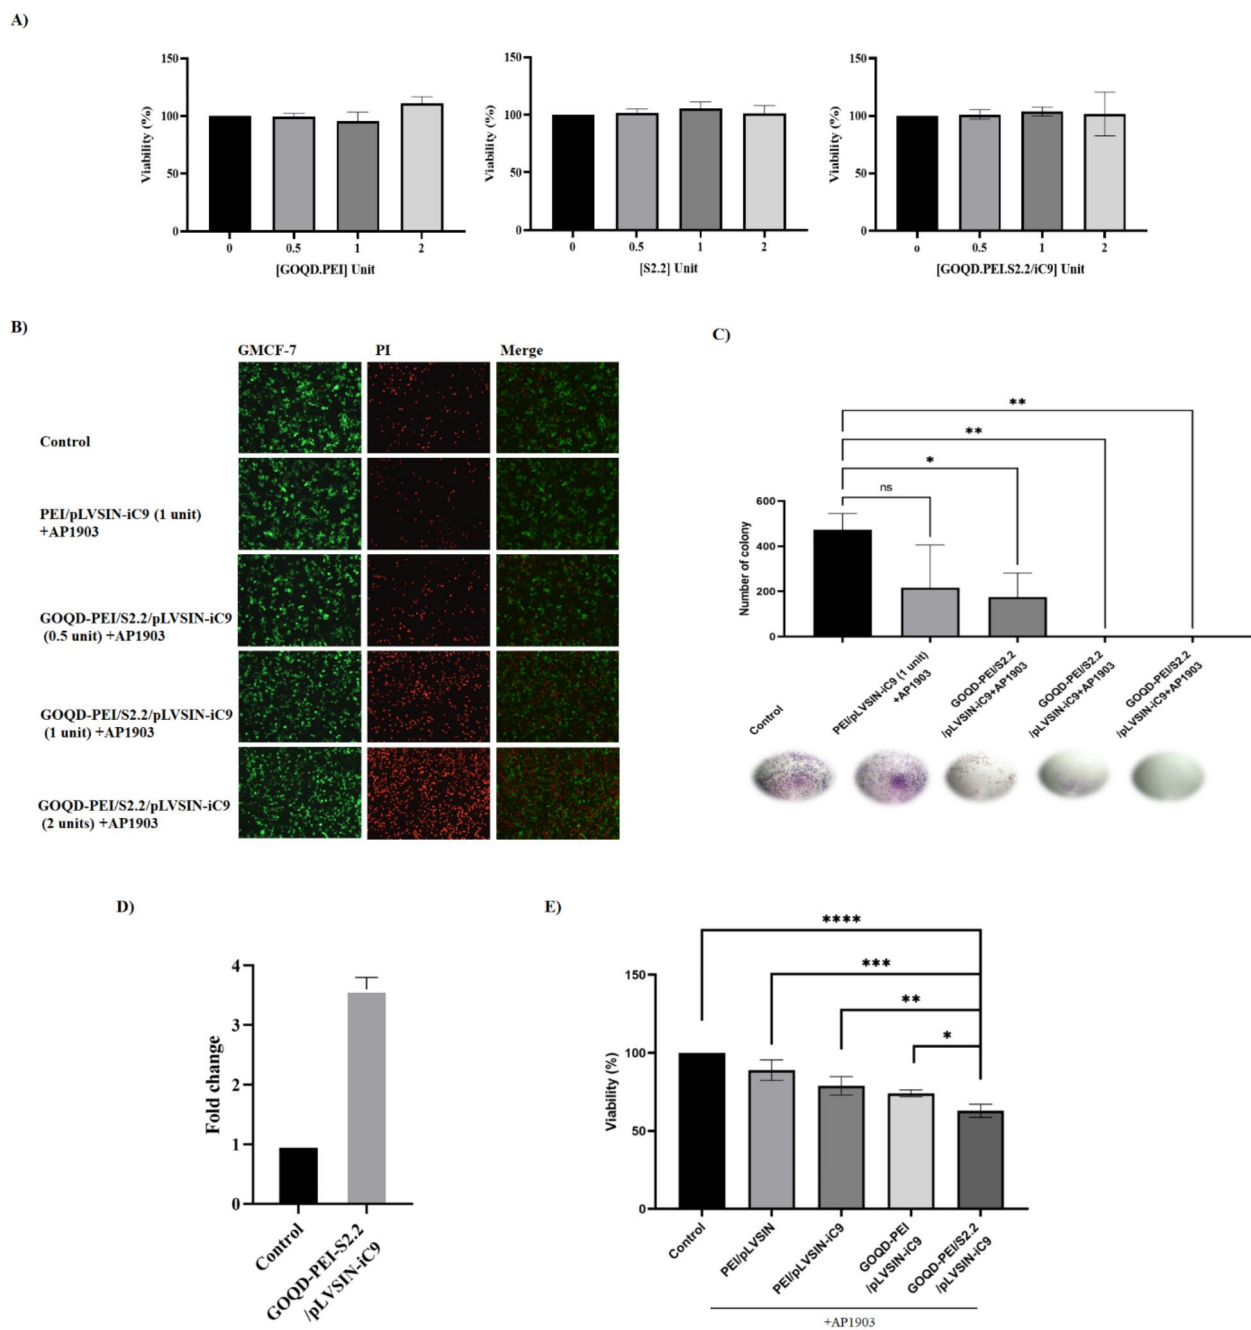 A)
150
100
50
0
Viability (%)
0 0.5 1 2
[GOQD.PEI] Unit
150
100
50
0
Viability (%)
0 0.5 1 2
[S2.2] Unit
150
100
50
0
Viability (%)
o 0.5 1 2
[GOQD.PEI.S2.2/iC9] Unit
B)
GMCF-7 PI Merge
Control
PEI/pLVSIN-iC9 (1 unit)
+AP1903
GOQD-PEI/S2.2/pLVSIN-iC9
(0.5 unit) +AP1903
GOQD-PEI/S2.2/pLVSIN-iC9
(1 unit) +AP1903
GOQD-PEI/S2.2/pLVSIN-iC9
(2 units) +AP1903
C)
**
**
*
ns
600
400
200
0
Number of colony
Control
PEI/pLVSIN-iC9 (1 unit)
+AP1903
GOQD-PEI/S2.2
/pLVSIN-iC9+AP1903
GOQD-PEI/S2.2
/pLVSIN-iC9+AP1903
GOQD-PEI/S2.2
/pLVSIN-iC9+AP1903
D)
4
3
2
1
0
Fold change
Control
GOQD-PEI-S2.2
/pLVSIN-iC9
E)
****
***
**
*
150
100
50
0
Viability (%)
Control
PEI/pLVSIN
PEI/pLVSIN-iC9
GOQD-PEI
/pLVSIN-iC9
GOQD-PEI/S2.2
/pLVSIN-iC9
+AP1903